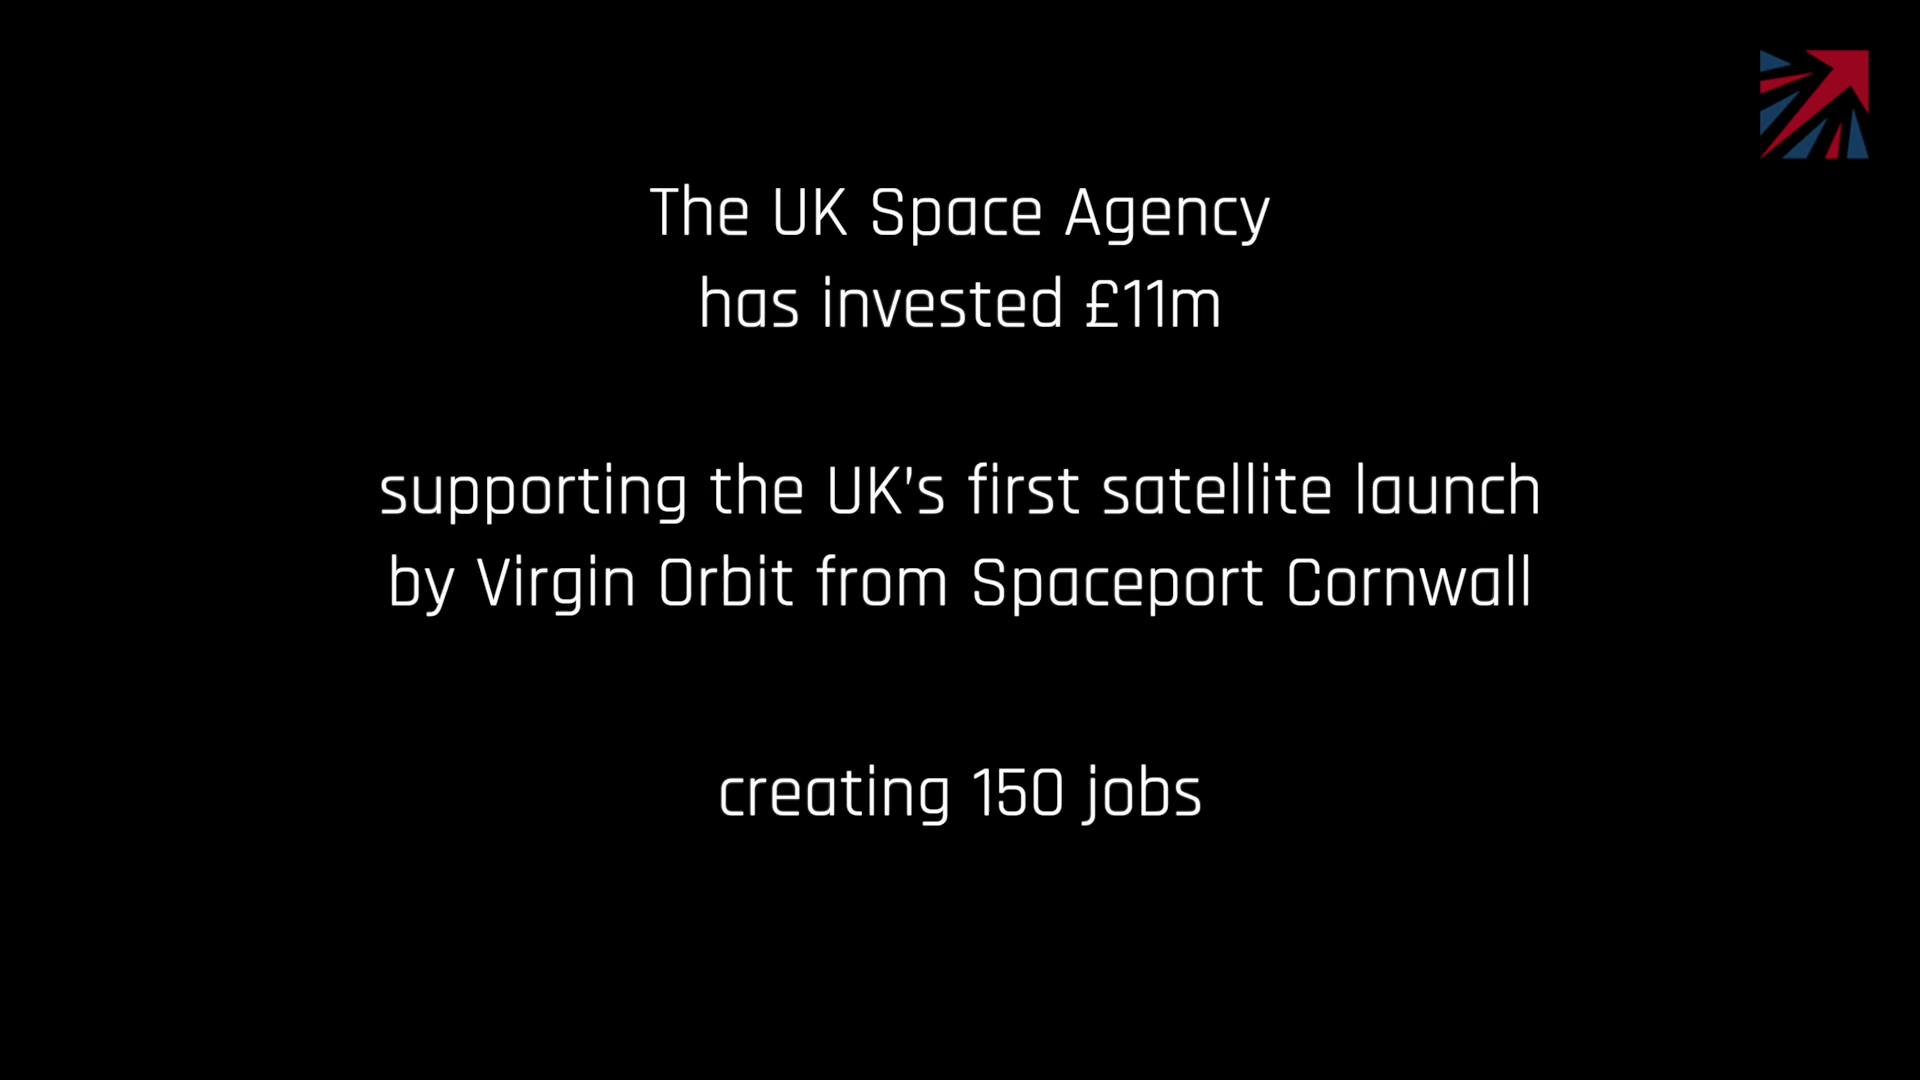 The UK Space Agency
has invested £11m
supporting the UK's first satellite launch
by Virgin Orbit from Spaceport Cornwall
creating 150 jobs